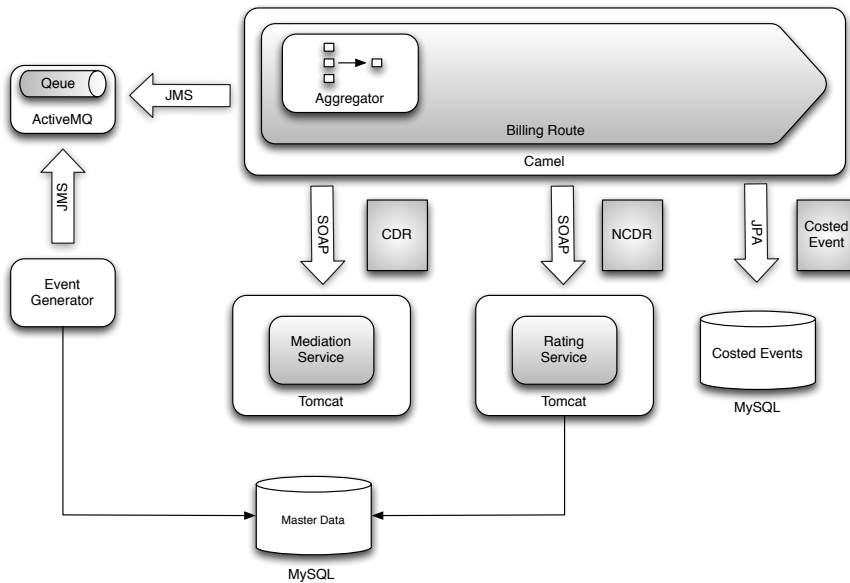 Qeue
ActiveMQ
JMS
Aggregator
Billing Route
Camel
JMS
SOAP
CDR
SOAP
NCDR
JPA
Costed
Event
Event
Generator
Mediation
Service
Tomcat
Rating
Service
Tomcat
Costed Events
MySQL
Master Data
MySQL